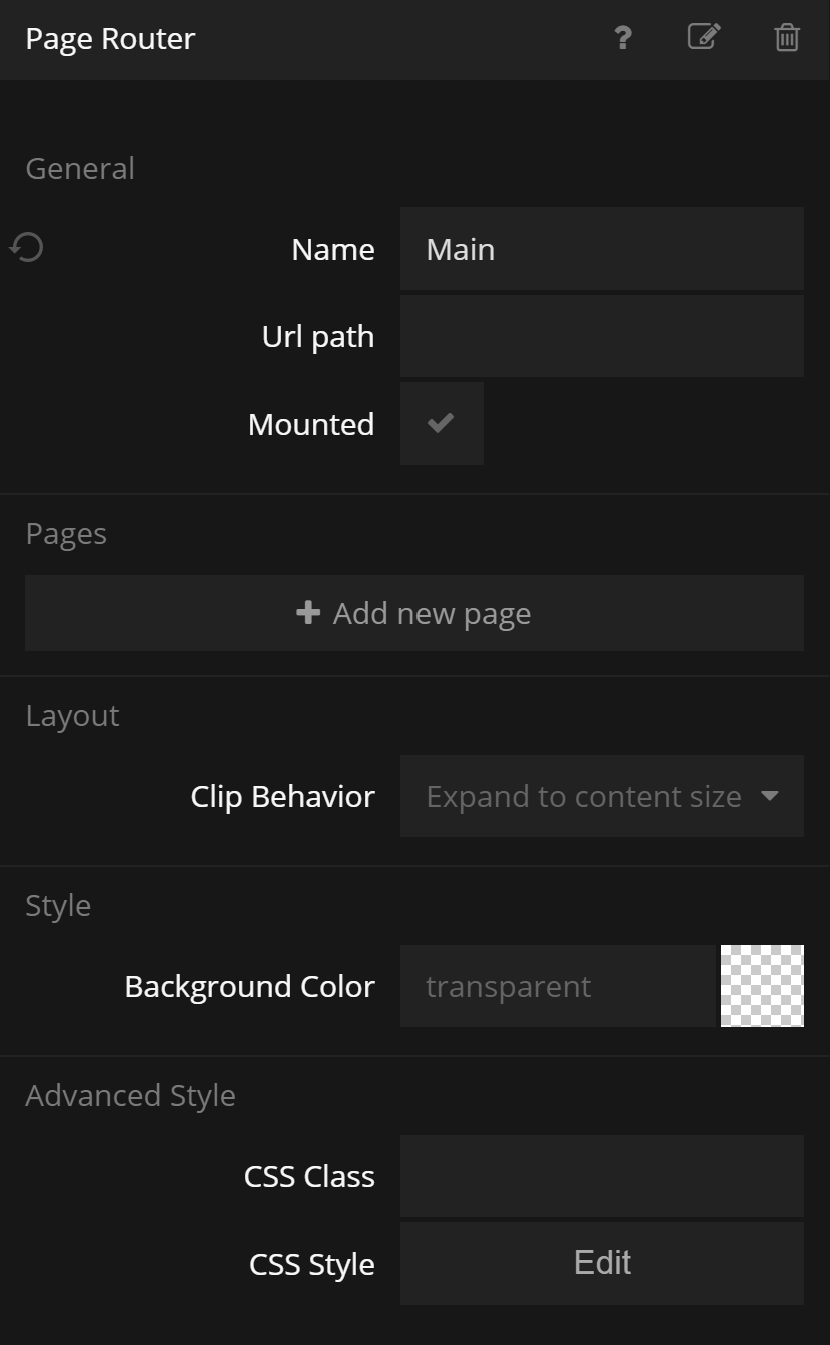 Page Router ?
General
Name Main
Url path
Mounted
Pages
Add new page
Layout
Clip Behavior Expand to content size
Style
Background Color transparent
Advanced Style
CSS Class
CSS Style Edit